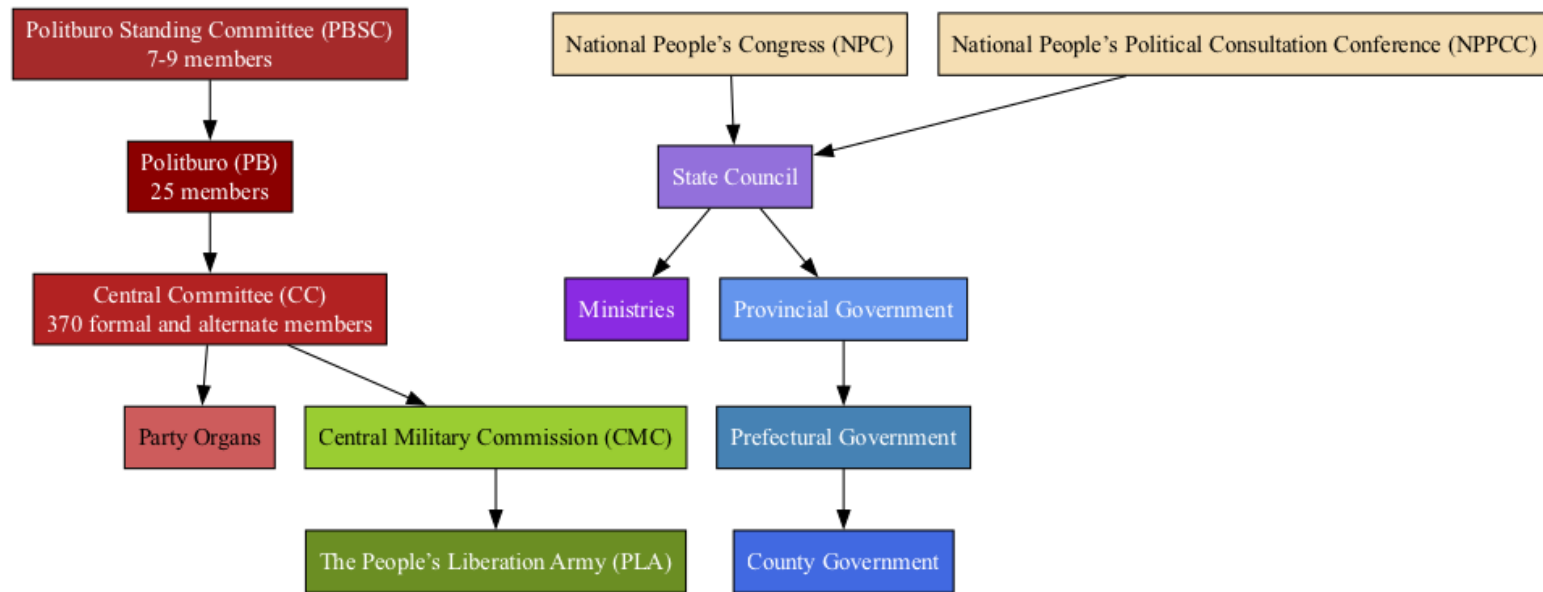 Politburo Standing Committee (PBSC)
7-9 members
National People’s Congress (NPC)
National People’s Political Consultation Conference (NPPCC)
Politburo (PB)
25 members
State Council
Central Committee (CC)
370 formal and alternate members
Ministries
Provincial Government
Party Organs
Central Military Commission (CMC)
Prefectural Government
The People’s Liberation Army (PLA)
County Government